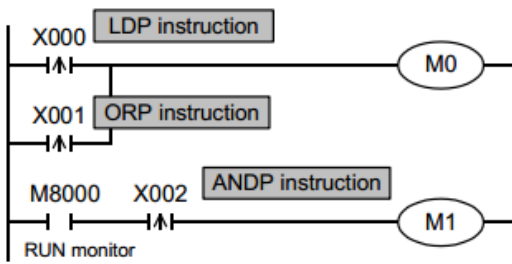 X000 LDP instruction
M0
X001 ORP instruction
M8000 X002 ANDP instruction
M1
RUN monitor